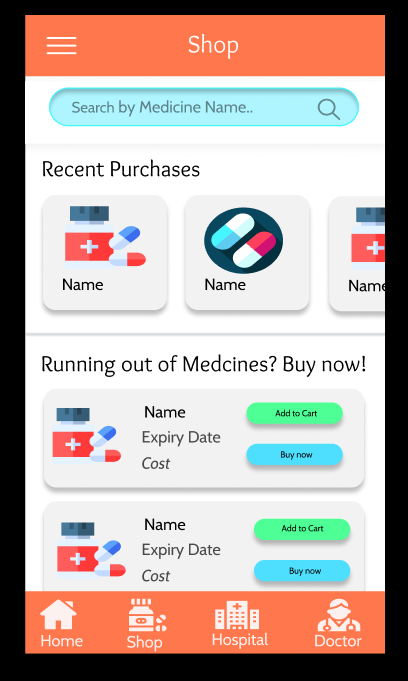 Shop
Search by Medicine Name..
Recent Purchases
Name
Name
Name
Running out of Medcines? Buy now!
Name
Expiry Date
Cost
Add to Cart
Buy now
Name
Expiry Date
Cost
Add to Cart
Buy now
Home
Shop
Hospital
Doctor